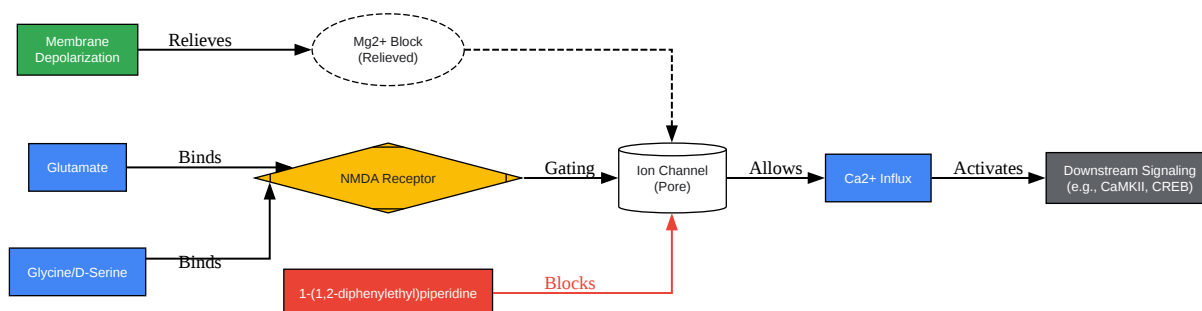 Membrane
Depolarization
Relieves
Mg2+ Block
(Relieved)
Glutamate
Binds
NMDA Receptor
Gating
Ion Channel
(Pore)
Allows
Ca2+ Influx
Activates
Downstream Signaling
(e.g., CaMKII, CREB)
Glycine/D-Serine
Binds
1-(1,2-diphenylethyl)piperidine
Blocks